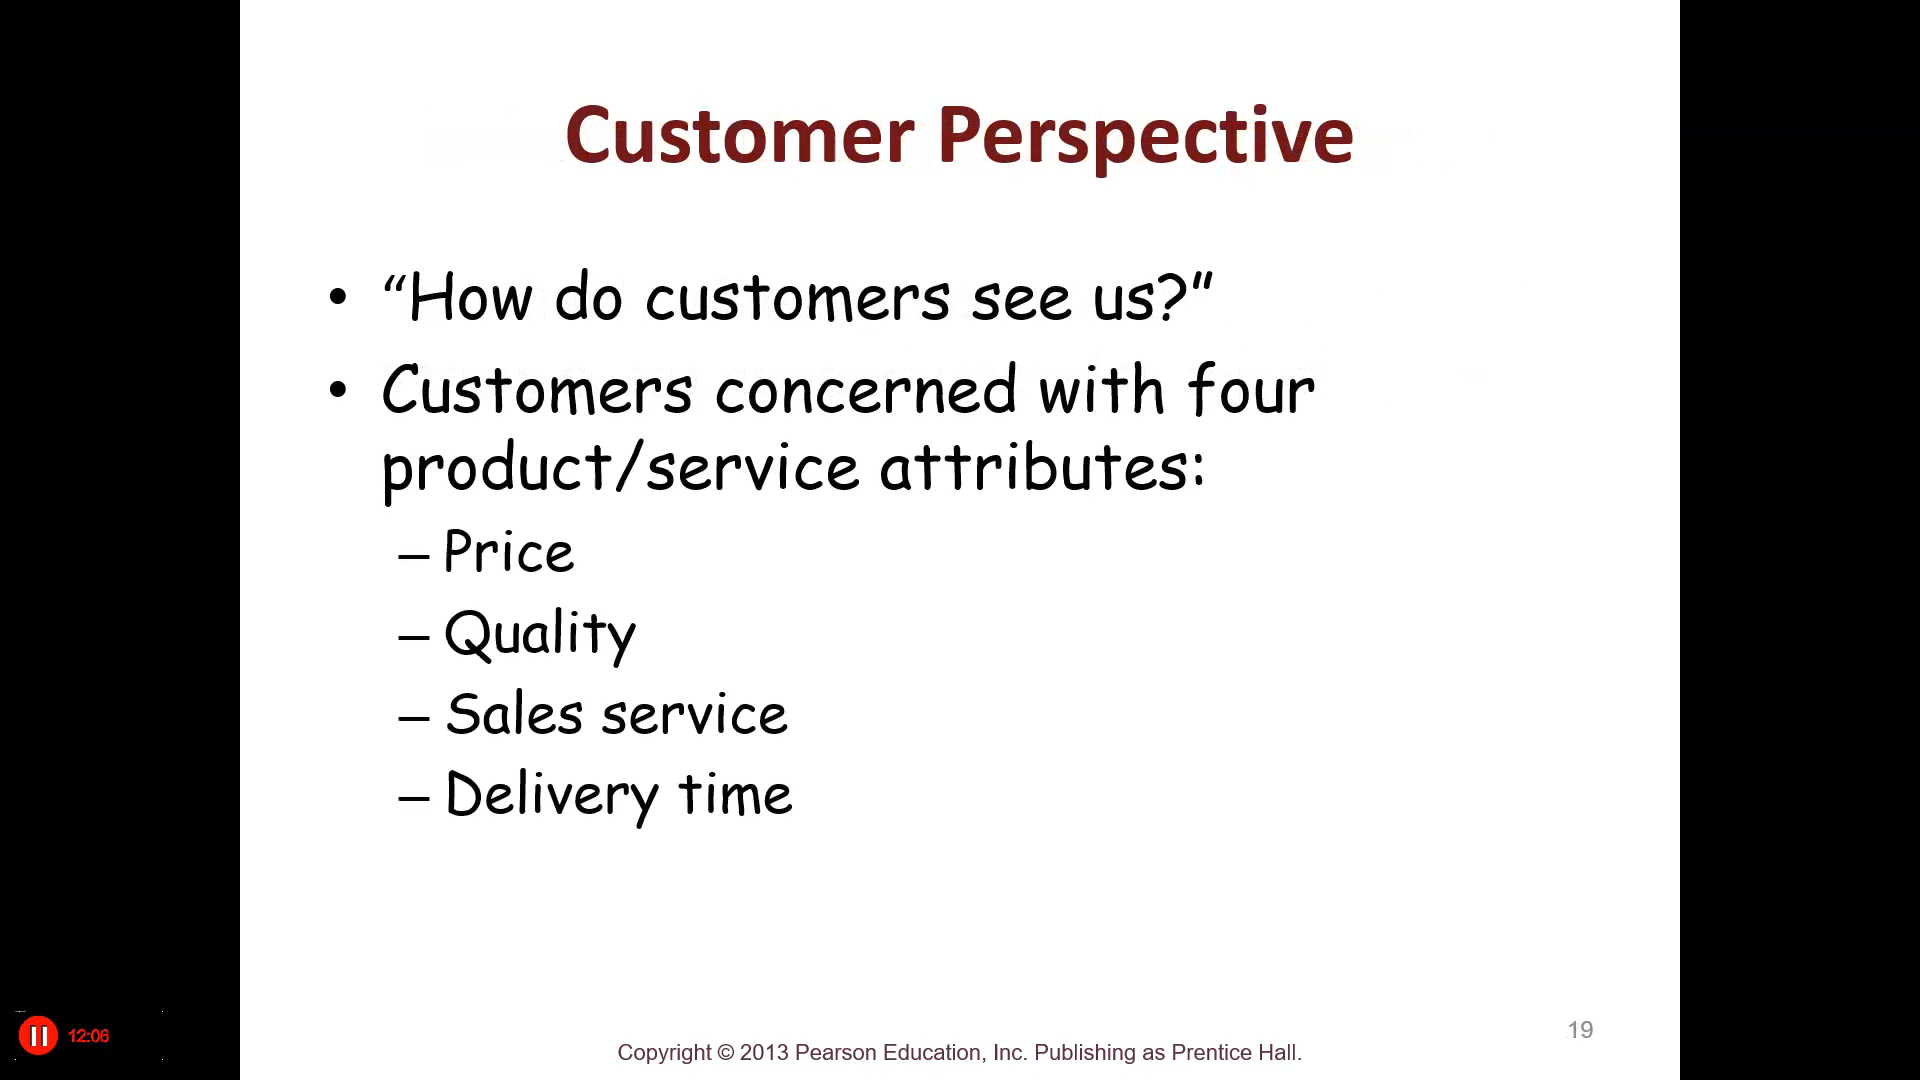 Customer Perspective
• “How do customers see us?”
• Customers concerned with four
product/service attributes:
– Price
– Quality
– Sales service
– Delivery time
19
Copyright © 2013 Pearson Education, Inc. Publishing as Prentice Hall.
12:06